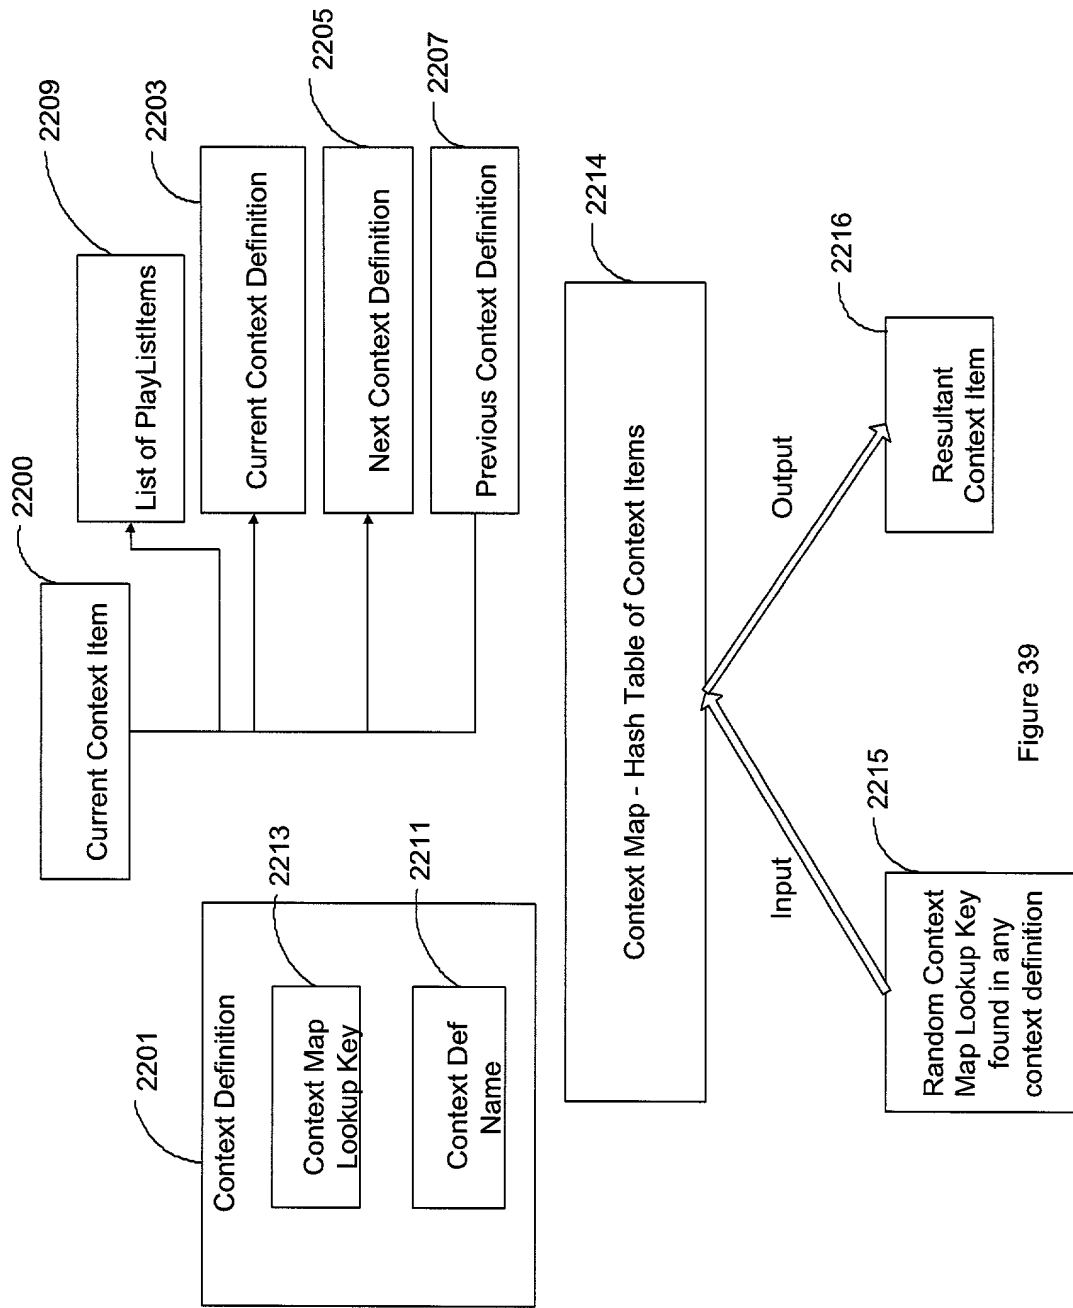 2200
Current Context Item
2209
List of PlayListItems
2203
Current Context Definition
2205
Next Context Definition
2207
Previous Context Definition
2201
Context Definition
2213
Context Map
Lookup Key
2211
Context Def
Name
2214
Context Map - Hash Table of Context Items
Input
Output
2215
Random Context
Map Lookup Key
found in any
context definition
2216
Resultant
Context Item
Figure 39